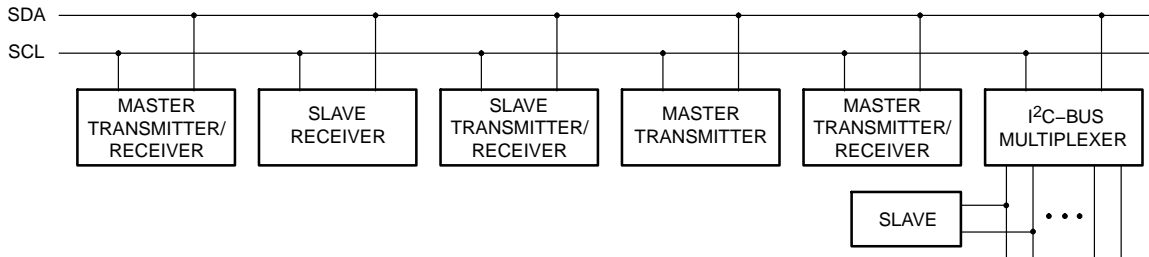 SDA
SCL
MASTER
TRANSMITTER/
RECEIVER
SLAVE
RECEIVER
SLAVE
TRANSMITTER/
RECEIVER
MASTER
TRANSMITTER
MASTER
TRANSMITTER/
RECEIVER
I²C−BUS
MULTIPLEXER
SLAVE